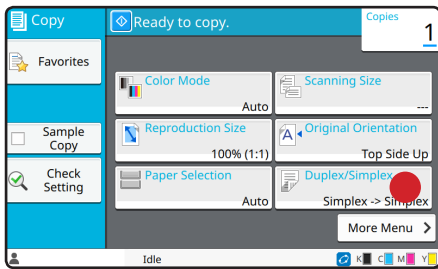 Copy
Ready to copy.
Copies
1
Favorites
Color Mode
Auto
Scanning Size
---
Sample
Copy
Reproduction Size
100% (1:1)
Original Orientation
Top Side Up
Check
Setting
Paper Selection
Auto
Duplex/Simplex
Simplex -> Simplex
More Menu
Idle
K C M Y